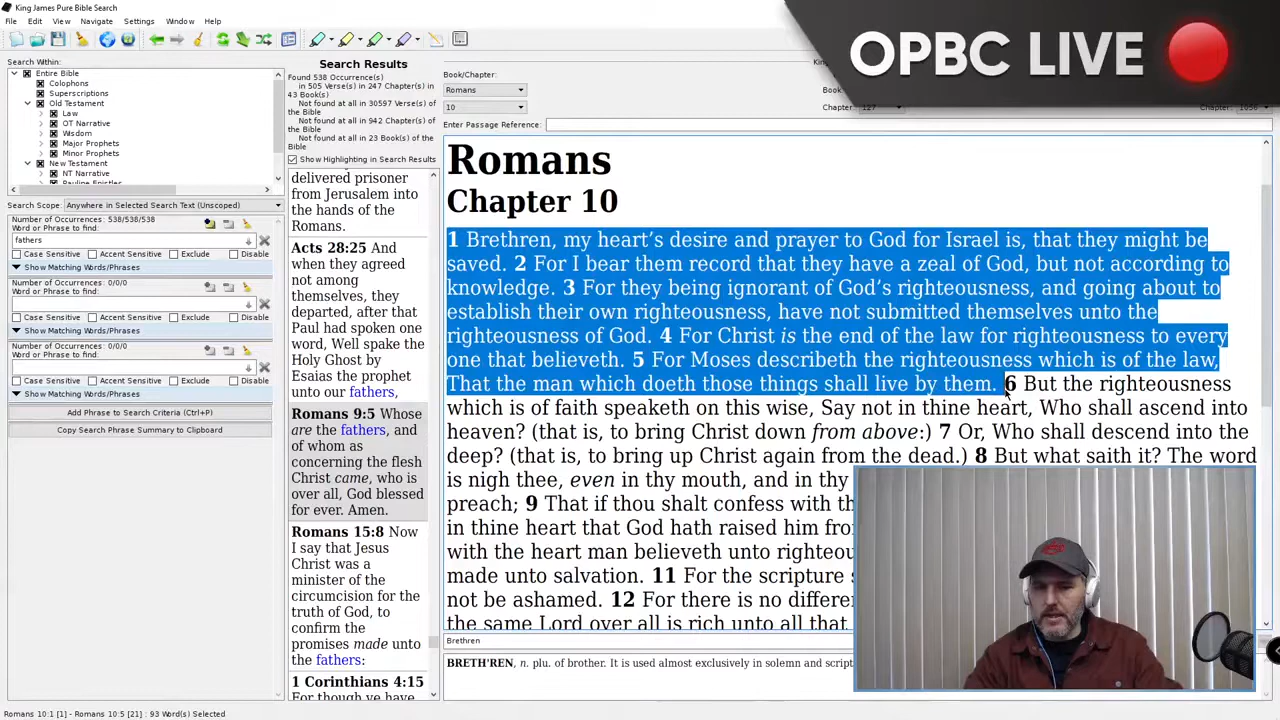 King James Pure Bible Search
File Edit View Navigate Settings Window Help
Search Within:
Entire Bible
Colophons
Superscriptions
Old Testament
Law
OT Narrative
Wisdom
Major Prophets
Minor Prophets
New Testament
NT Narrative
Pauline Epistles
Search Scope: Anywhere in Selected Search Text (Unscoped)
Number of Occurrences: 538/538/538
Word or Phrase to find:
fathers
Case Sensitive Accent Sensitive Exclude Disable
Show Matching Words/Phrases
Number of Occurrences: 0/0/0
Word or Phrase to find:
Case Sensitive Accent Sensitive Exclude Disable
Show Matching Words/Phrases
Number of Occurrences: 0/0/0
Word or Phrase to find:
Case Sensitive Accent Sensitive Exclude Disable
Show Matching Words/Phrases
Add Phrase to Search Criteria (Ctrl+P)
Copy Search Phrase Summary to Clipboard
Search Results
Found 538 Occurrence(s)
in 505 Verse(s) in 247 Chapter(s) in
43 Book(s)
Not found at all in 30597 Verse(s) of
the Bible
Not found at all in 942 Chapter(s) of
the Bible
Not found at all in 23 Book(s) of the
Bible
Show Highlighting in Search Results
delivered prisoner
from Jerusalem into
the hands of the
Romans.
Acts 28:25 And
when they agreed
not among
themselves, they
departed, after that
Paul had spoken one
word, Well spake the
Holy Ghost by
Esaias the prophet
unto our fathers,
Romans 9:5 Whose
are the fathers, and
of whom as
concerning the flesh
Christ came, who is
over all, God blessed
for ever. Amen.
Romans 15:8 Now
I say that Jesus
Christ was a
minister of the
circumcision for the
truth of God, to
confirm the
promises made unto
the fathers:
1 Corinthians 4:15
For though ye have
OPBC LIVE
Book/Chapter:
Romans
10
Book
Chapter: 127
Chapter: 1056
Enter Passage Reference:
Romans
Chapter 10
1 Brethren, my heart’s desire and prayer to God for Israel is, that they might be
saved. 2 For I bear them record that they have a zeal of God, but not according to
knowledge. 3 For they being ignorant of God’s righteousness, and going about to
establish their own righteousness, have not submitted themselves unto the
righteousness of God. 4 For Christ is the end of the law for righteousness to every
one that believeth. 5 For Moses describeth the righteousness which is of the law,
That the man which doeth those things shall live by them. 6 But the righteousness
which is of faith speaketh on this wise, Say not in thine heart, Who shall ascend into
heaven? (that is, to bring Christ down from above:) 7 Or, Who shall descend into the
deep? (that is, to bring up Christ again from the dead.) 8 But what saith it? The word
is nigh thee, even in thy mouth, and in thy
preach; 9 That if thou shalt confess with th
in thine heart that God hath raised him from
with the heart man believeth unto righteou
made unto salvation. 11 For the scripture s
not be ashamed. 12 For there is no differen
the same Lord over all is rich unto all that
Brethren
BRETH'REN, n. plu. of brother. It is used almost exclusively in solemn and script
Romans 10:1 [1] - Romans 10:5 [21] : 93 Word(s) Selected